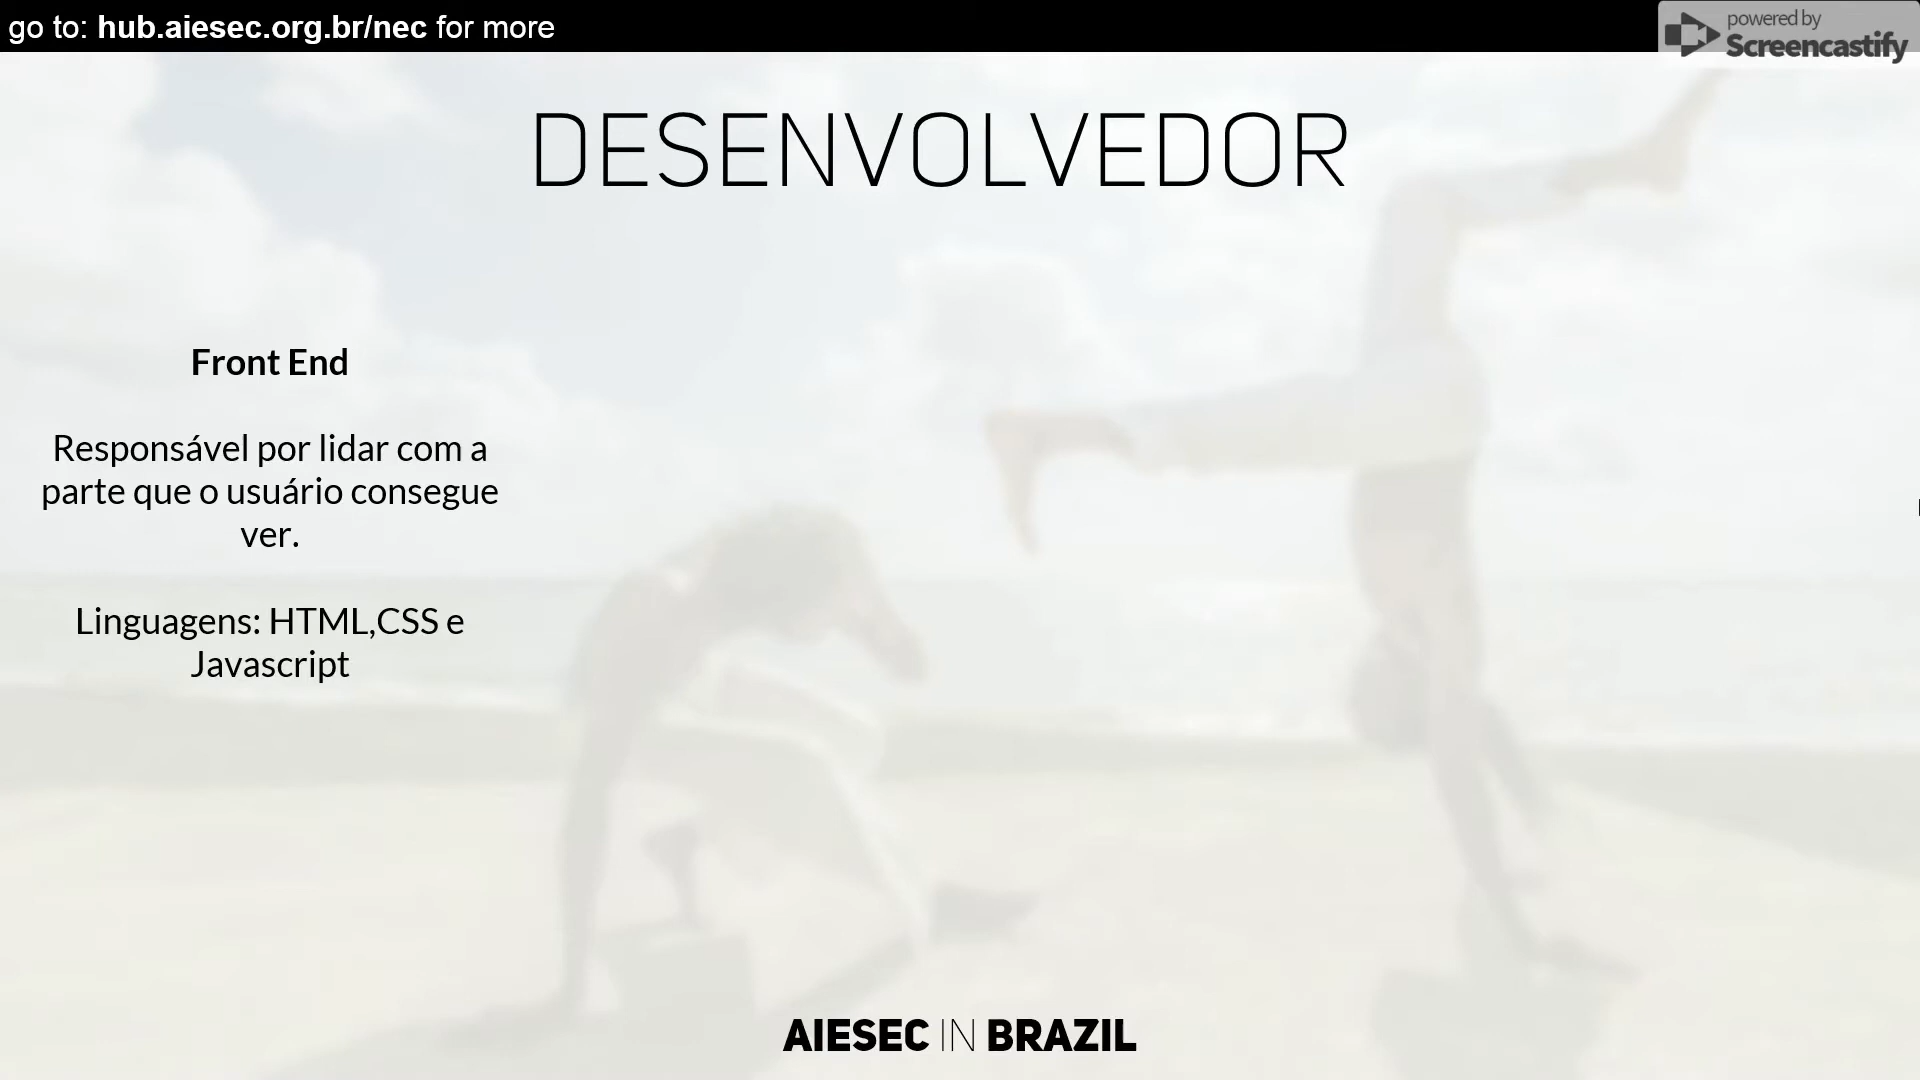 go to: hub.aiesec.org.br/nec for more
powered by
Screencastify
DESENVOLVEDOR
Front End
Responsável por lidar com a
parte que o usuário consegue
ver.
Linguagens: HTML,CSS e
Javascript
AIESEC IN BRAZIL